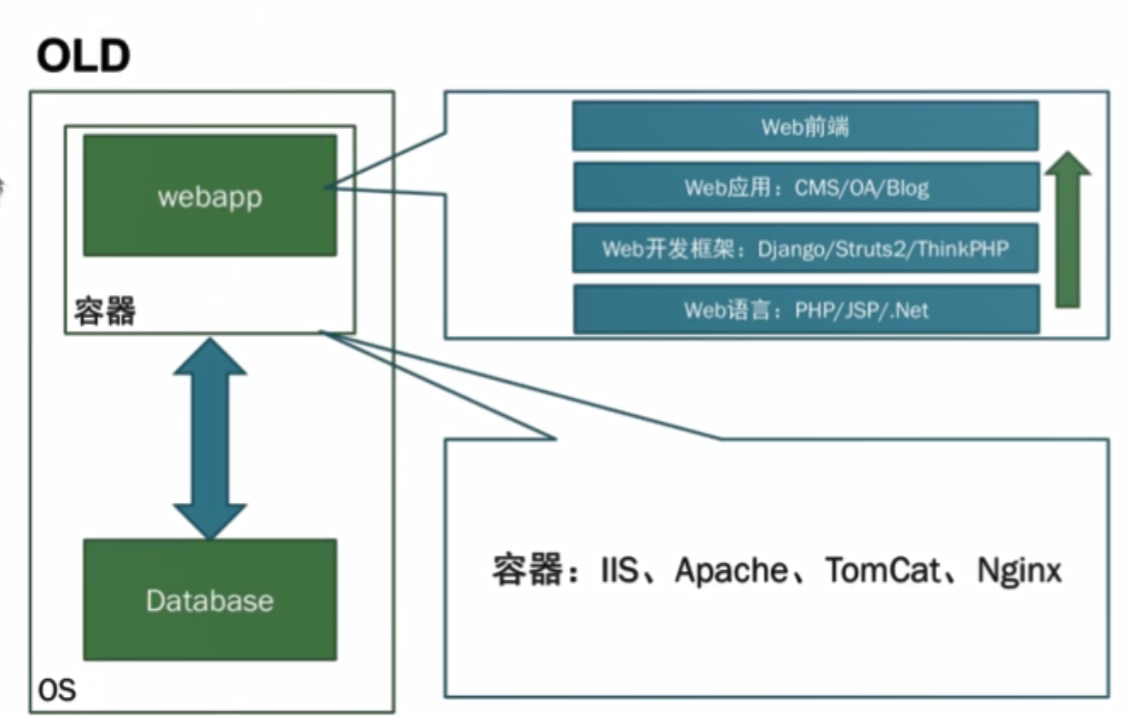 OLD
webapp
容器
Database
OS
Web前端
Web应用：CMS/OA/Blog
Web开发框架：Django/Struts2/ThinkPHP
Web语言：PHP/JSP/.Net
容器：IIS、Apache、TomCat、Nginx